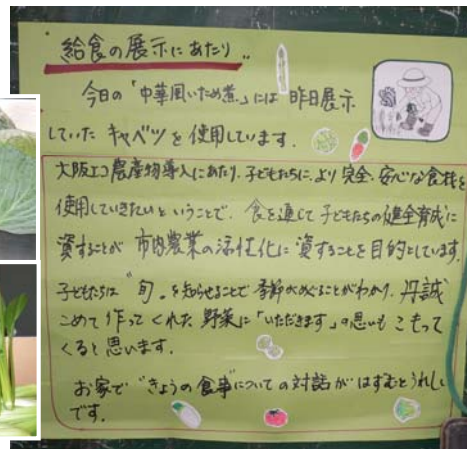 給食の展示にあたり
今日の「中華風いため煮」には 昨日展示
していた キャベツを使用しています.
大阪エコ農産物導入にあたり.子どもたちに.より安全.安心な食材を
使用していきたいということで.食を通じて子どもたちの健全育成に
資することが 市内農業の活性化に資することを目的としています.
子どもたちは〝旬〟を知らせることで季節がめぐることがわかり.丹誠
こめて作ってくれた野菜に「いただきます」の思いもこもって
くると思います.
お家で〝きょうの食事〟についての対話がはずむとうれしい
です.